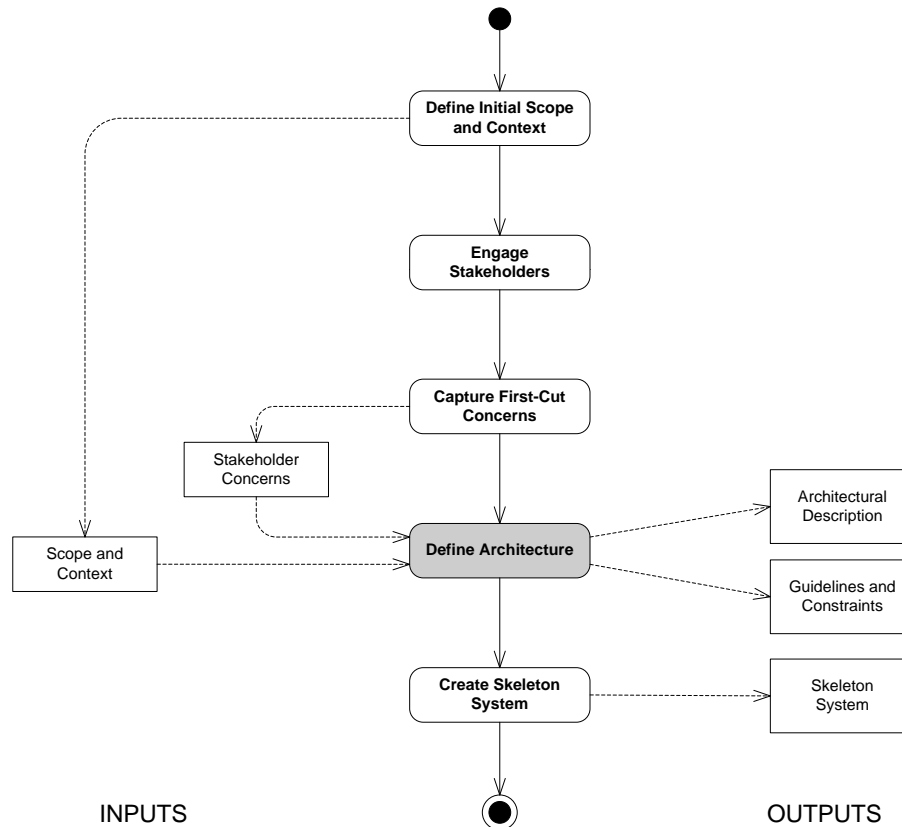 Define Initial Scope
and Context
Engage
Stakeholders
Capture First-Cut
Concerns
Stakeholder
Concerns
Architectural
Description
Scope and
Context
Define Architecture
Guidelines and
Constraints
Create Skeleton
System
Skeleton
System
INPUTS
OUTPUTS